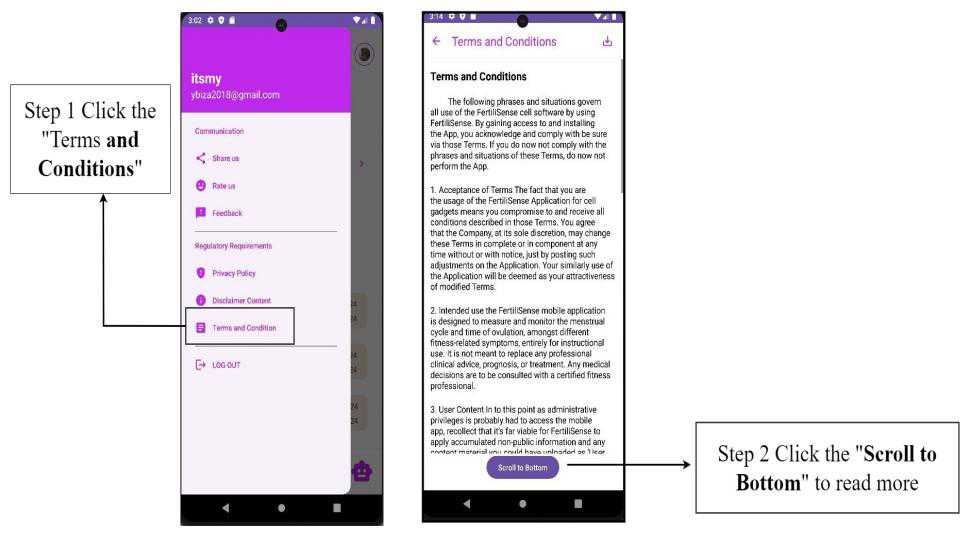 Step 1 Click the
"Terms and
Conditions"
3:02
itsmy
ybiza2018@gmail.com
Communication
Share us
Rate us
Feedback
Regulatory Requirements
Privacy Policy
Disclaimer Content
Terms and Condition
LOG OUT
24
24
24
24
24
24
3:14
Terms and Conditions
Terms and Conditions
The following phrases and situations govern
all use of the FertiliSense cell software by using
FertiliSense. By gaining access to and installing
the App, you acknowledge and comply with be sure
via those Terms. If you do now not comply with the
phrases and situations of these Terms, do now not
perform the App.
1. Acceptance of Terms The fact that you are
the usage of the FertiliSense Application for cell
gadgets means you compromise to and receive all
conditions described in those Terms. You agree
that the Company, at its sole discretion, may change
these Terms in complete or in component at any
time without or with notice, just by posting such
adjustments on the Application. Your similarly use of
the Application will be deemed as your attractiveness
of modified Terms.
2. Intended use the FertiliSense mobile application
is designed to measure and monitor the menstrual
cycle and time of ovulation, amongst different
fitness-related symptoms, entirely for instructional
use. It is not meant to replace any professional
clinical advice, prognosis, or treatment. Any medical
decisions are to be consulted with a certified fitness
professional.
3. User Content In to this point as administrative
privileges is probably had to access the mobile
app, recollect that it's far viable for FertiliSense to
apply accumulated non-public information and any
content material you could have uploaded as 'User
Scroll to Bottom
Step 2 Click the "Scroll to
Bottom" to read more